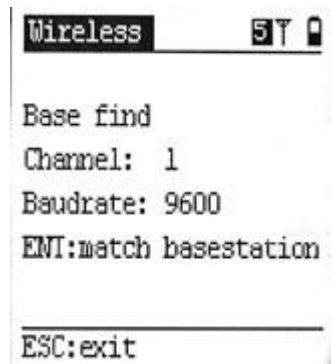 Wireless 5
Base find
Channel: 1
Baudrate: 9600
ENT:match basestation
ESC:exit